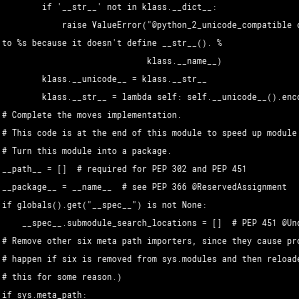 if '__str__' not in klass.__dict__:
raise ValueError("@python_2_unicode_compatible c
to %s because it doesn't define __str__(). %
klass.__name__)
klass.__unicode__ = klass.__str__
klass.__str__ = lambda self: self.__unicode__().enco
# Complete the moves implementation.
# This code is at the end of this module to speed up module
# Turn this module into a package.
__path__ = []  # required for PEP 302 and PEP 451
__package__ = __name__  # see PEP 366 @ReservedAssignment
if globals().get("__spec__") is not None:
__spec__.submodule_search_locations = []  # PEP 451 @Und
# Remove other six meta path importers, since they cause pro
# happen if six is removed from sys.modules and then reloade
# this for some reason.)
if sys.meta_path: